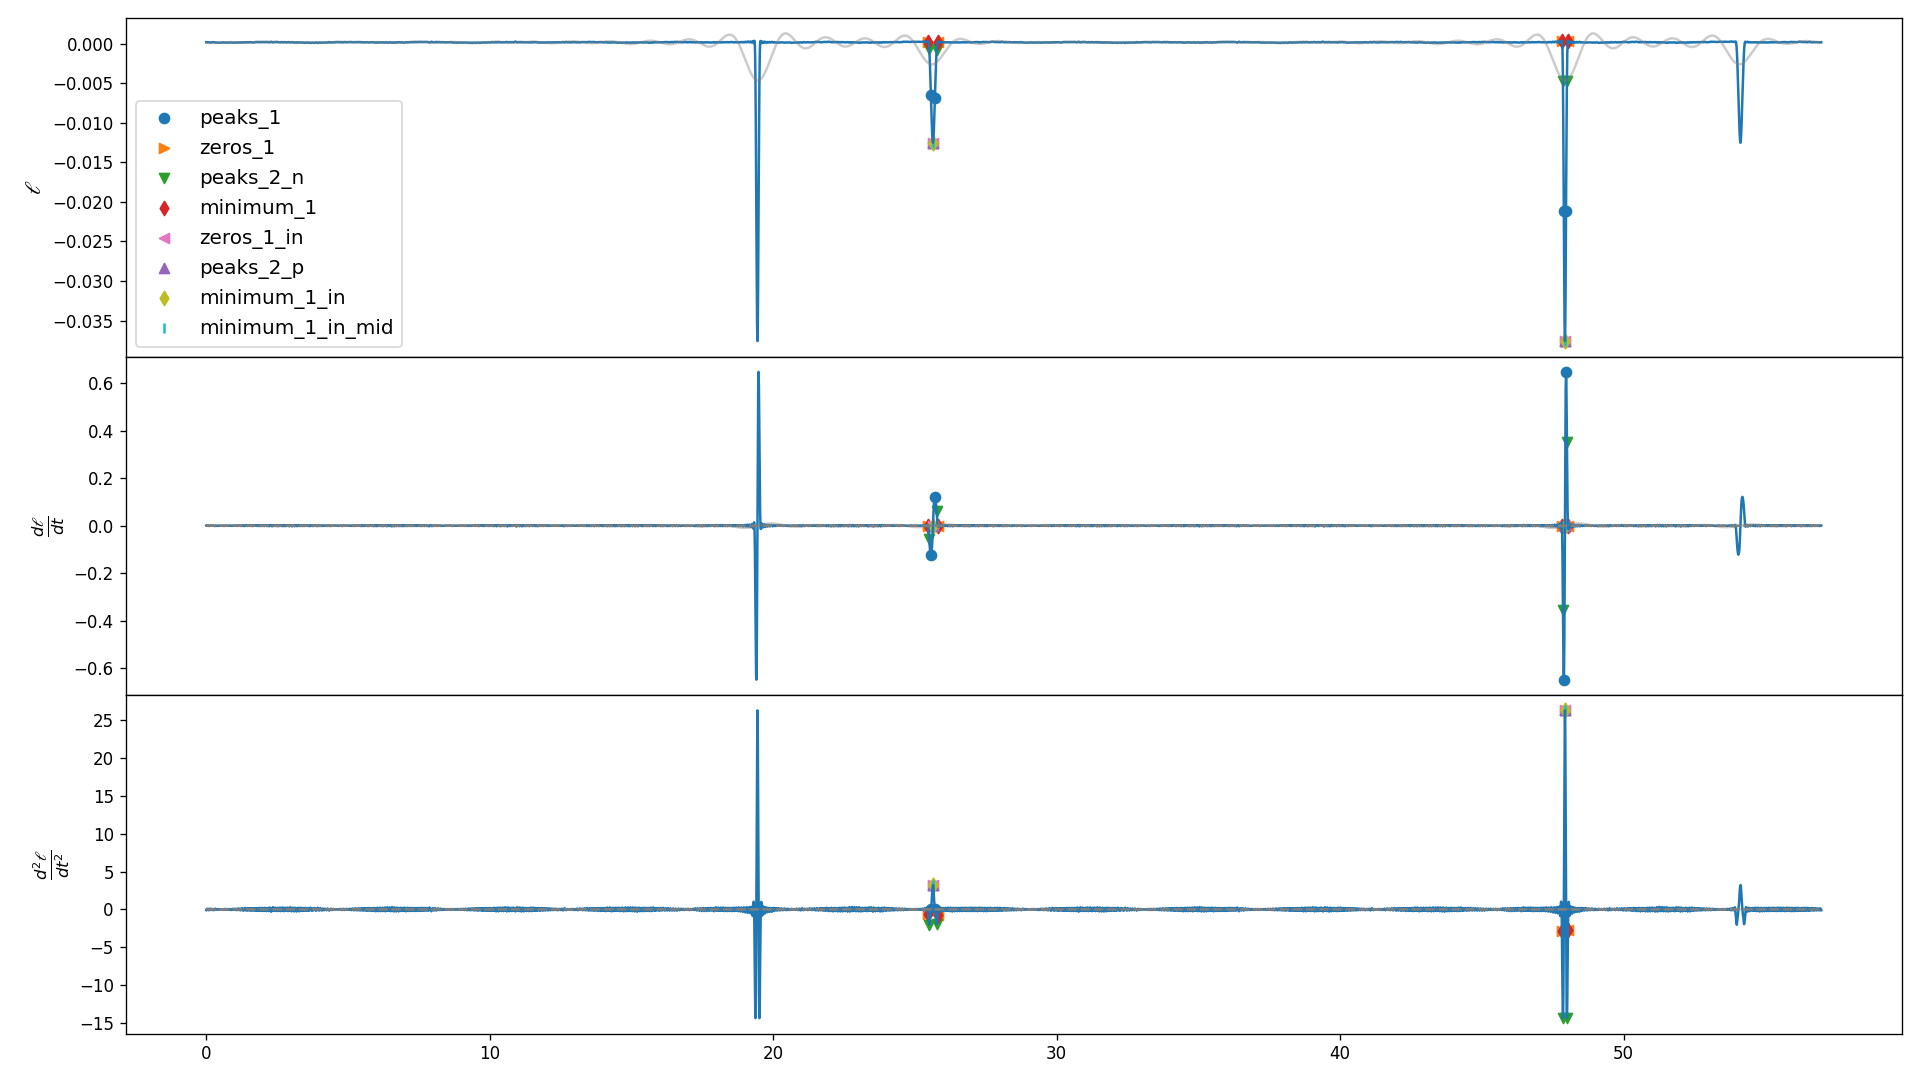 0.000
−0.005
−0.010
−0.015
−0.020
−0.025
−0.030
−0.035
ℓ
peaks_1
zeros_1
peaks_2_n
minimum_1
zeros_1_in
peaks_2_p
minimum_1_in
minimum_1_in_mid
0.6
0.4
0.2
0.0
−0.2
−0.4
−0.6
dℓ
dt
25
20
15
10
5
0
−5
−10
−15
d²ℓ
dt²
0 10 20 30 40 50